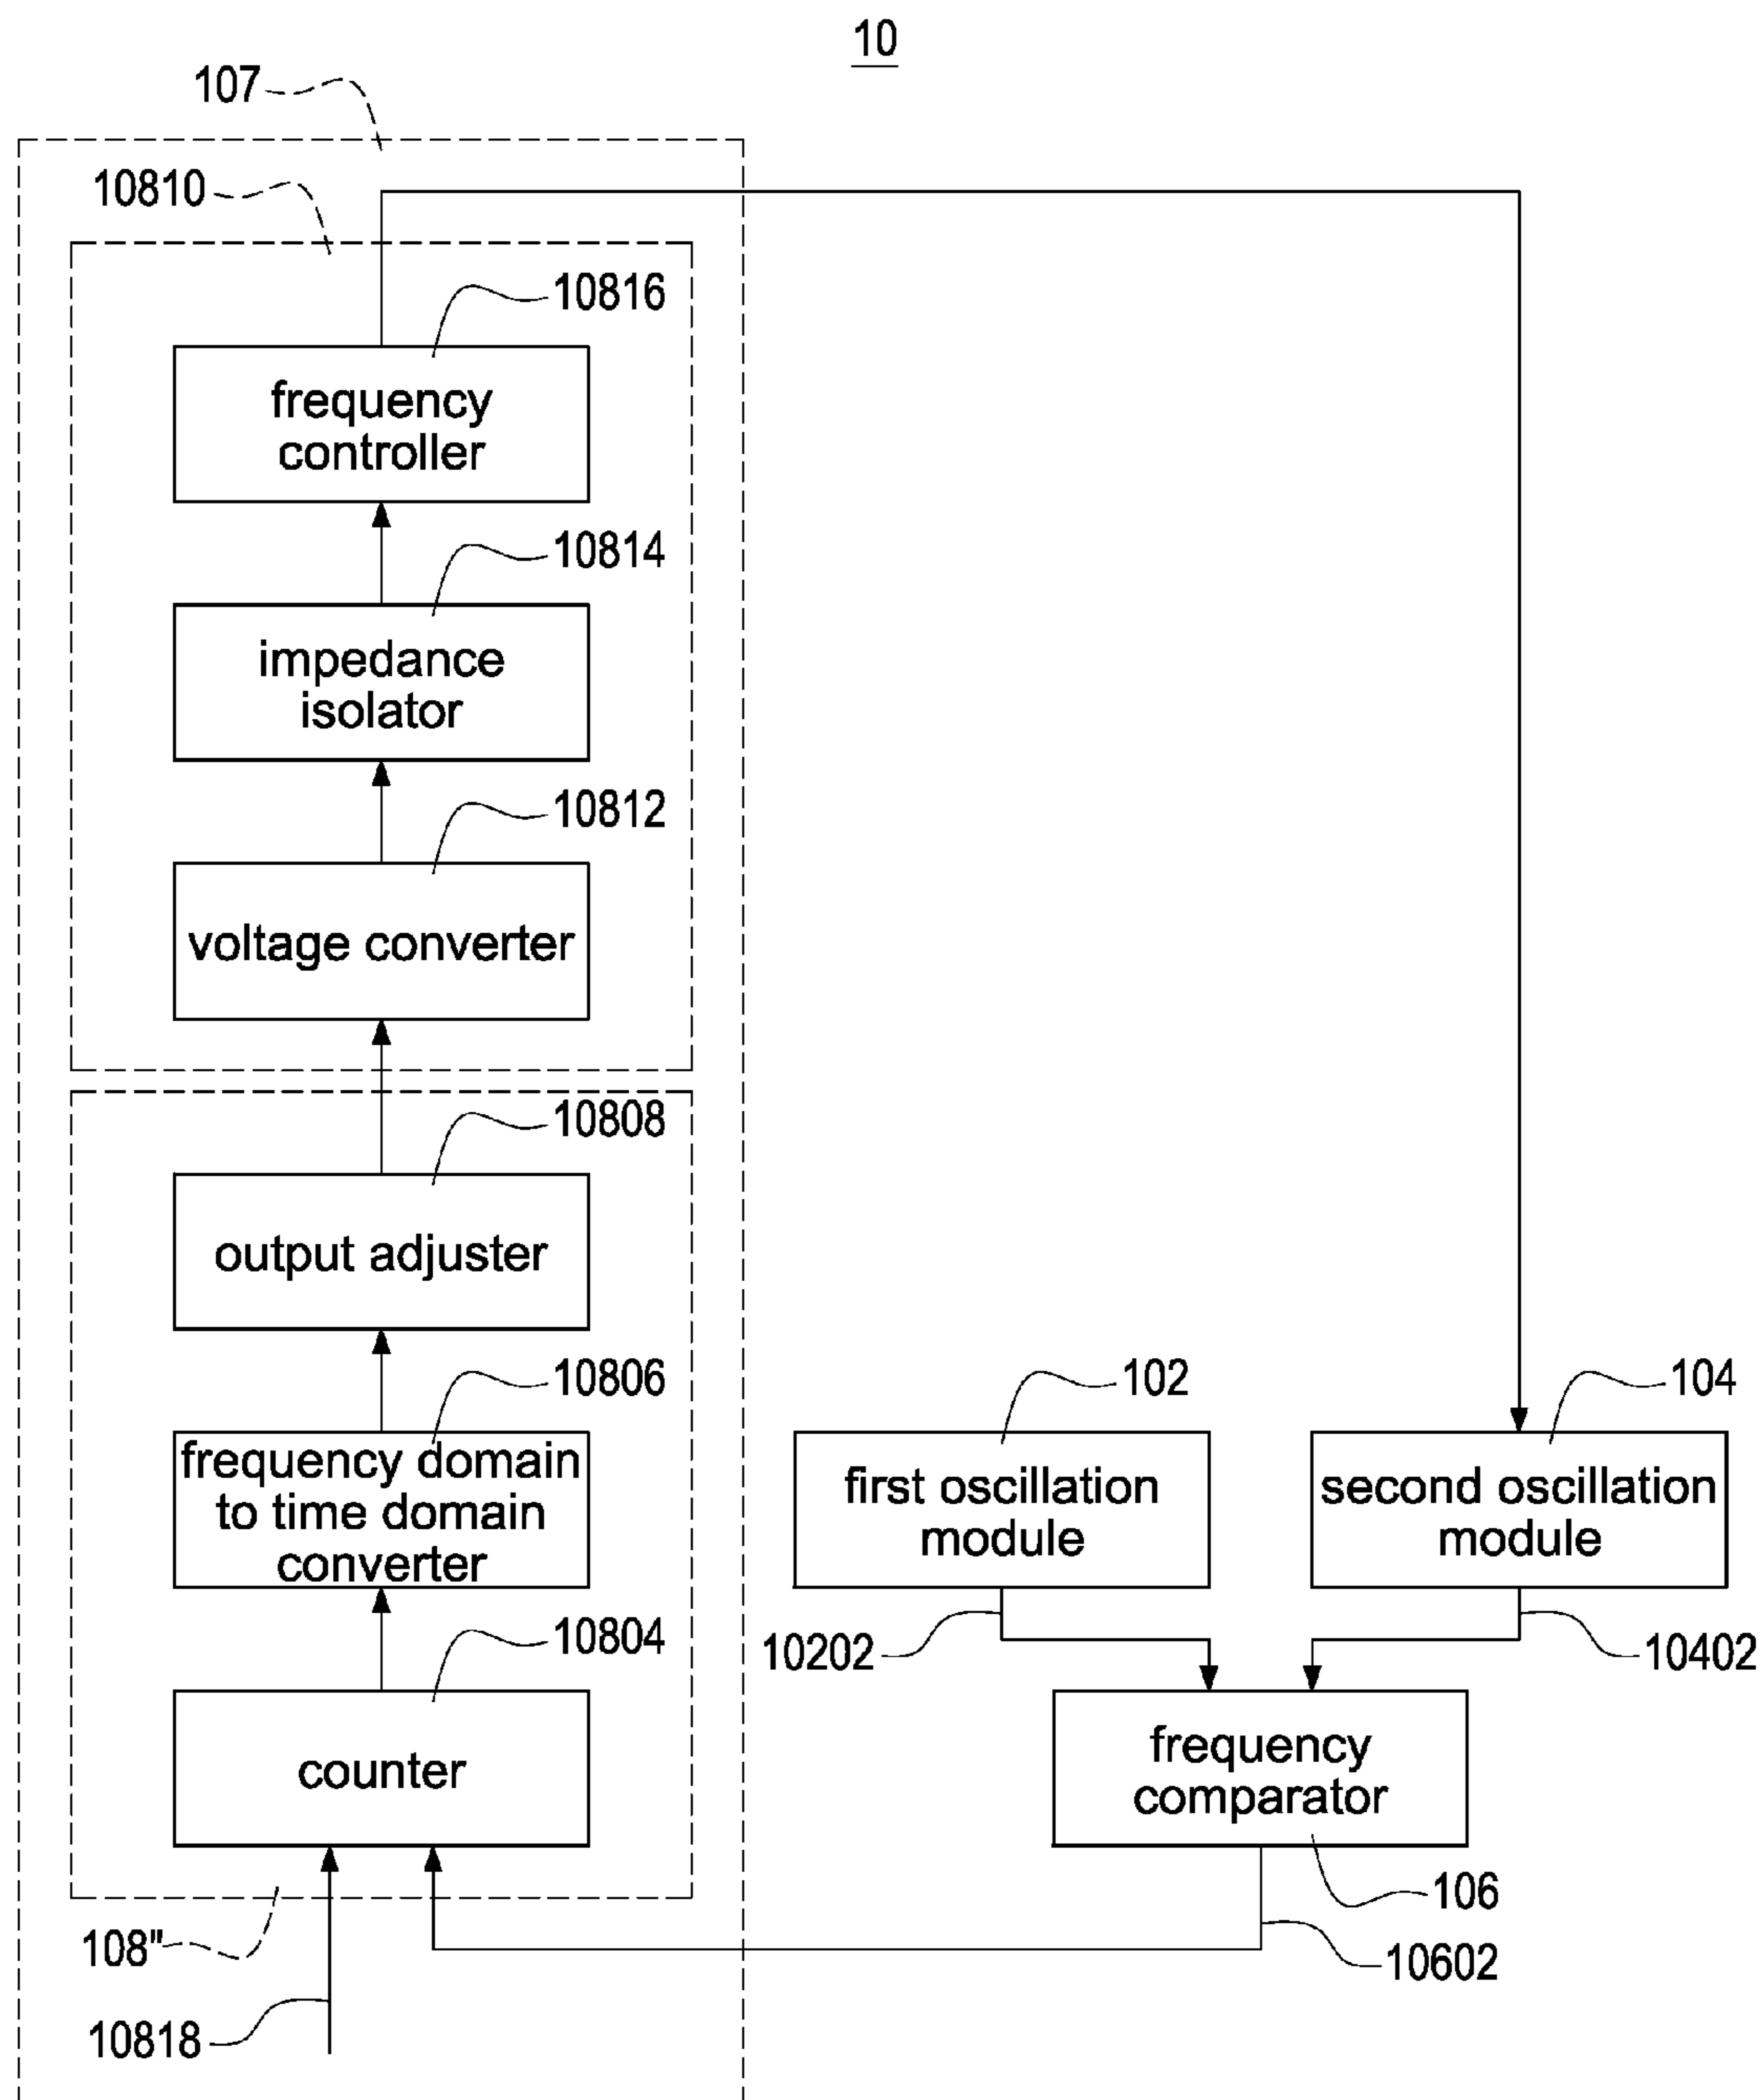 10
107
10810
10816
frequency
controller
10814
impedance
isolator
10812
voltage converter
10808
output adjuster
10806
frequency domain
to time domain
converter
102
first oscillation
module
104
second oscillation
module
10804
10202
10402
counter
frequency
comparator
106
108"
10602
10818